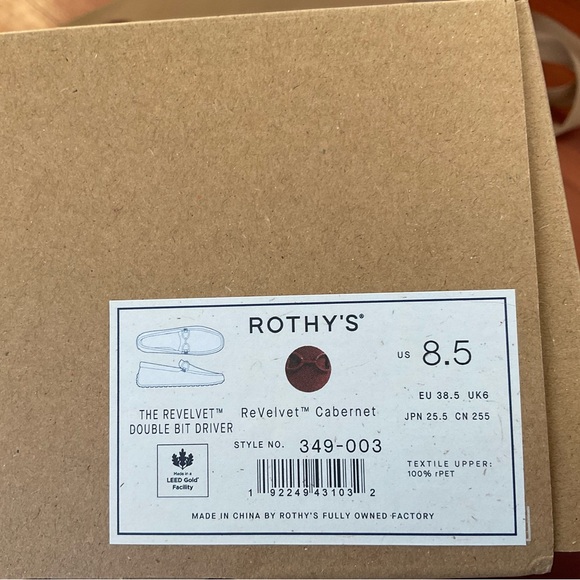 ROTHY'S®
US 8.5
EU 38.5 UK6
JPN 25.5 CN 255
THE REVELVET™
DOUBLE BIT DRIVER
ReVelvet™ Cabernet
STYLE NO. 349-003
Made in a
LEED Gold®
Facility
1 92249 43103 2
TEXTILE UPPER:
100% rPET
MADE IN CHINA BY ROTHY'S FULLY OWNED FACTORY